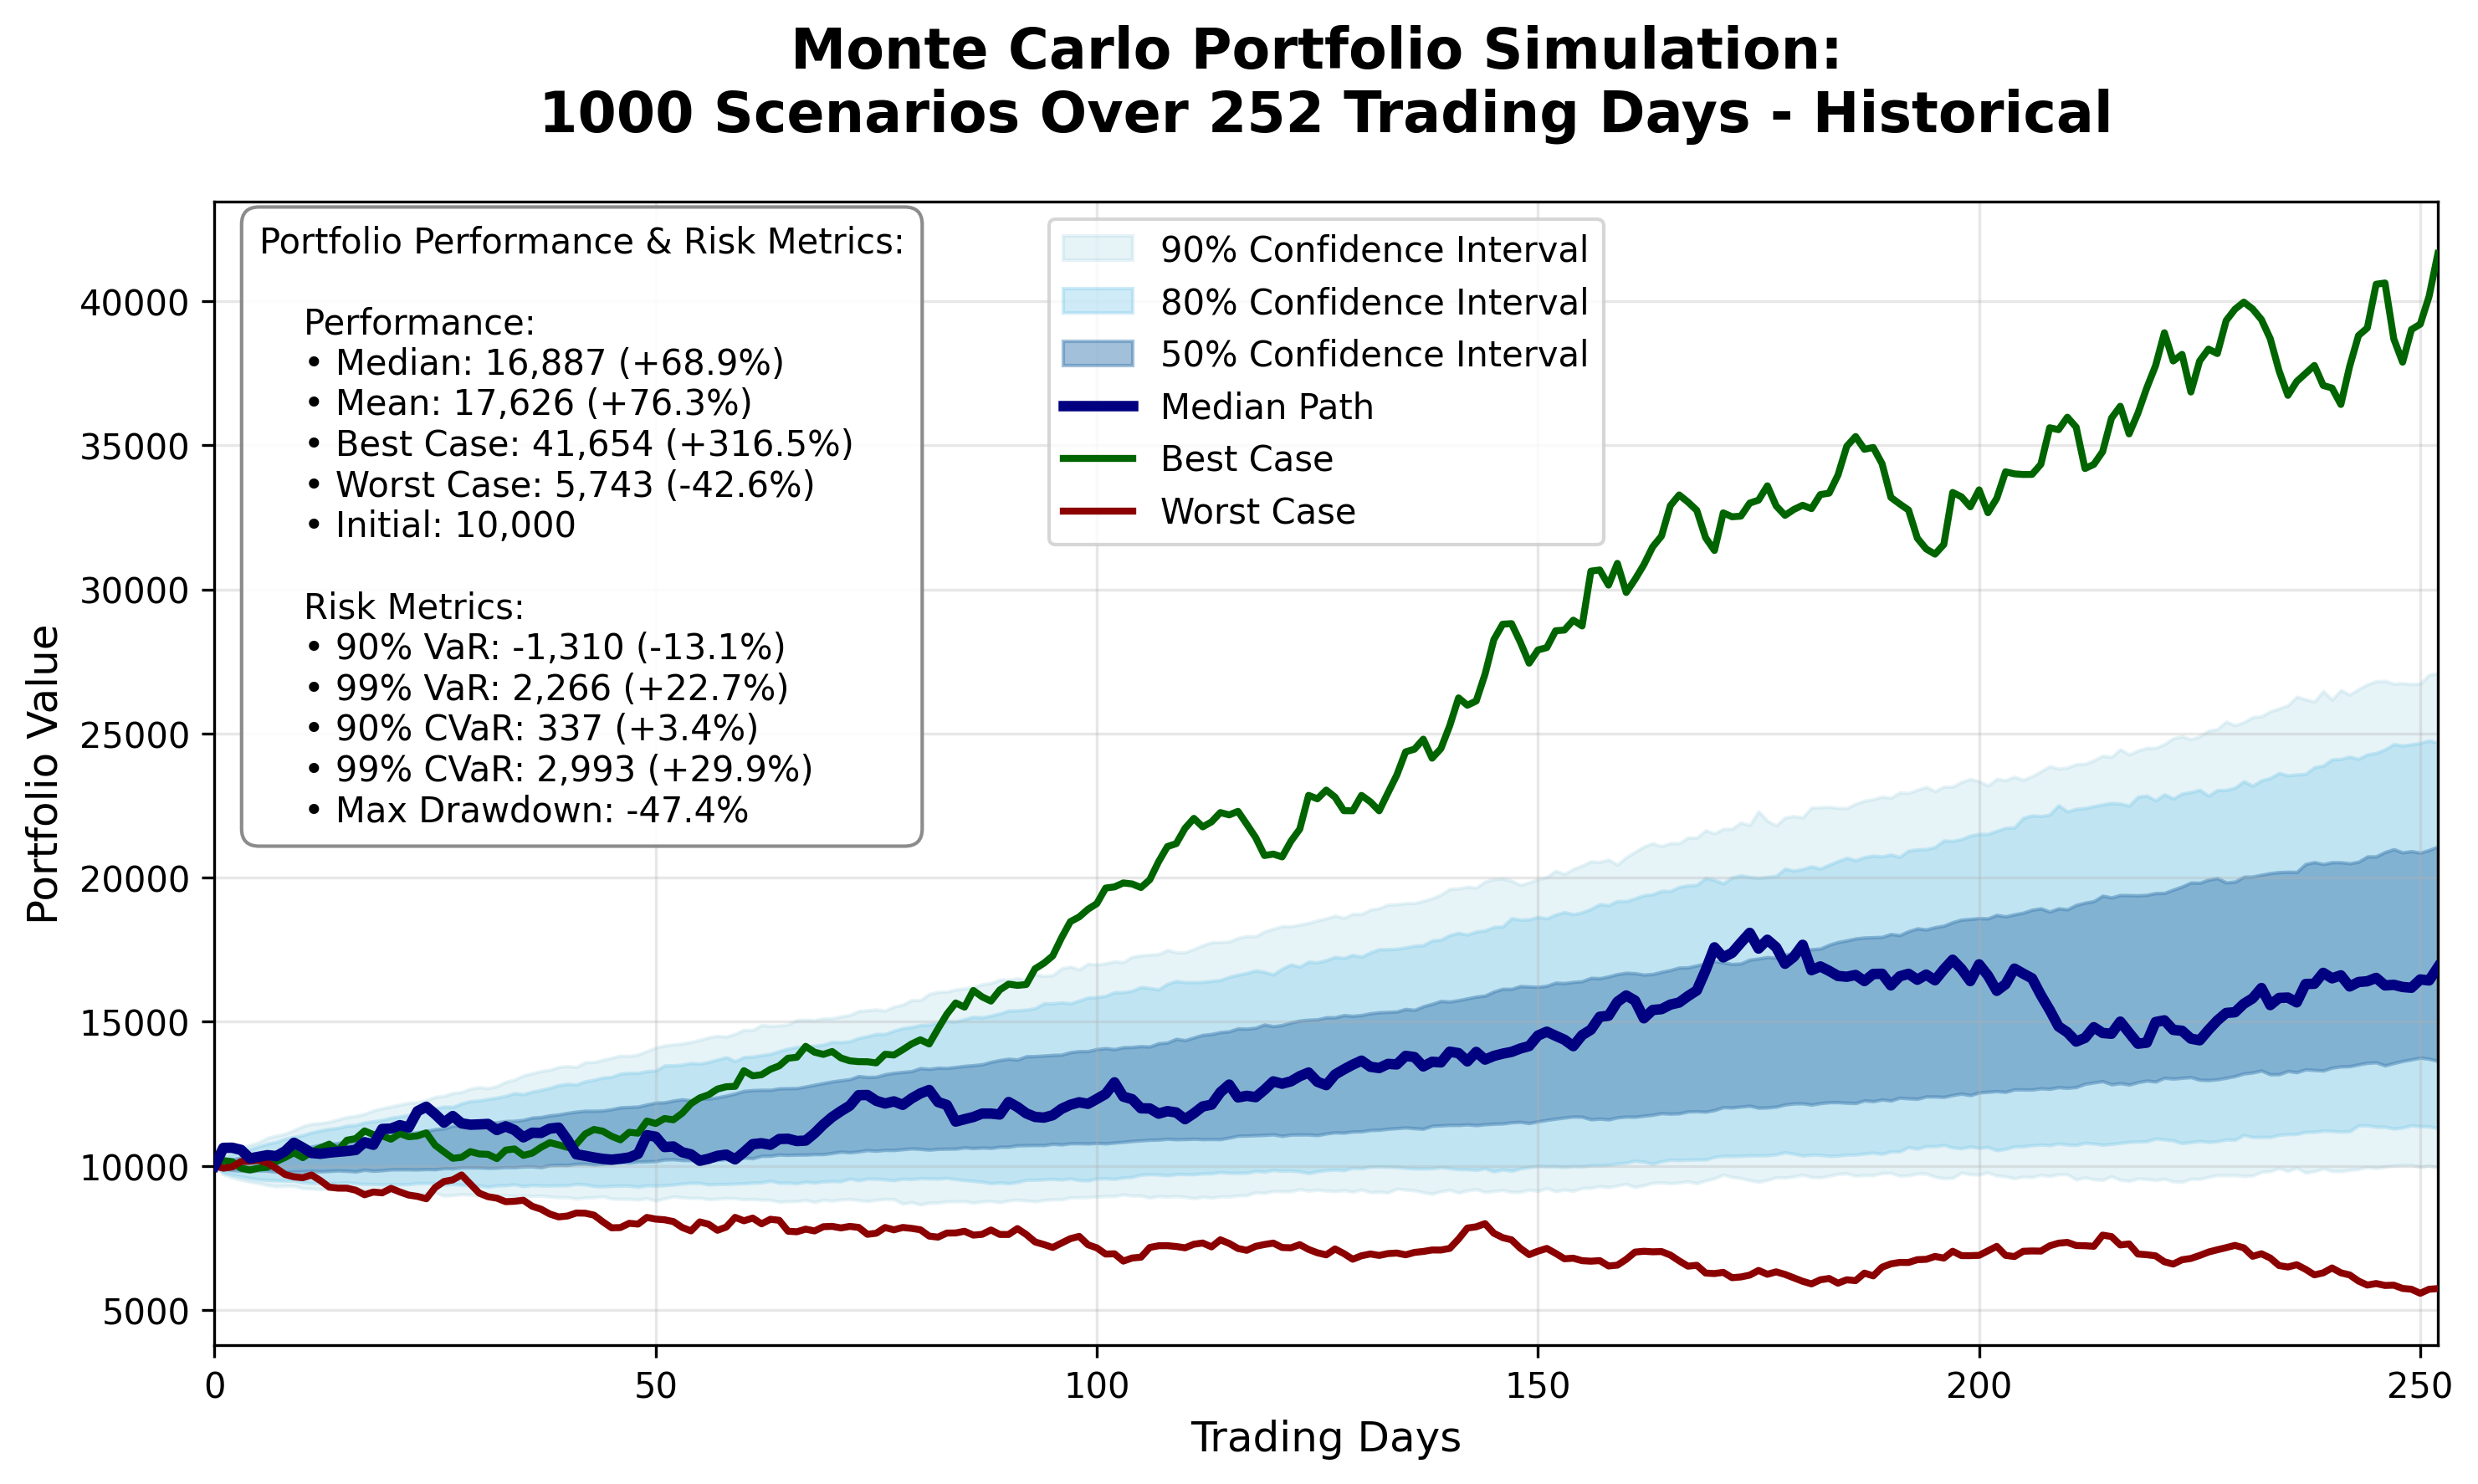 Monte Carlo Portfolio Simulation:
1000 Scenarios Over 252 Trading Days - Historical
Portfolio Performance & Risk Metrics:
Performance:
• Median: 16,887 (+68.9%)
• Mean: 17,626 (+76.3%)
• Best Case: 41,654 (+316.5%)
• Worst Case: 5,743 (-42.6%)
• Initial: 10,000
Risk Metrics:
• 90% VaR: -1,310 (-13.1%)
• 99% VaR: 2,266 (+22.7%)
• 90% CVaR: 337 (+3.4%)
• 99% CVaR: 2,993 (+29.9%)
• Max Drawdown: -47.4%
90% Confidence Interval
80% Confidence Interval
50% Confidence Interval
Median Path
Best Case
Worst Case
Portfolio Value
40000
35000
30000
25000
20000
15000
10000
5000
0 50 100 150 200 250
Trading Days